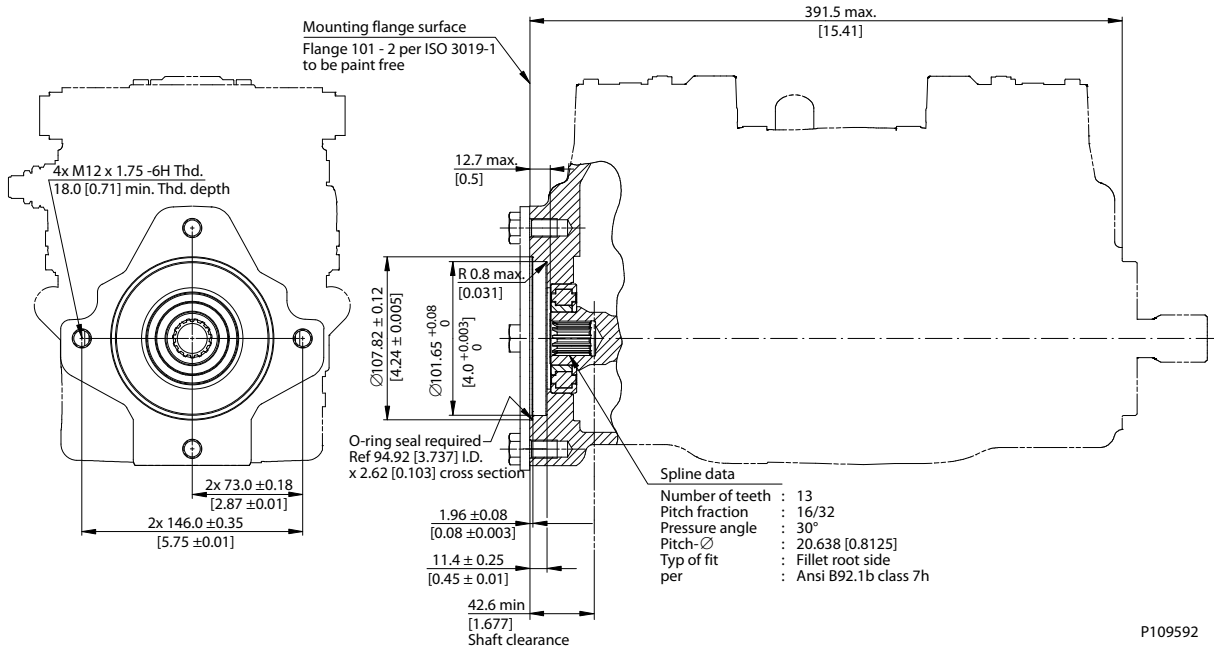 Mounting flange surface
Flange 101 - 2 per ISO 3019-1
to be paint free
391.5 max.
[15.41]
4x M12 x 1.75 -6H Thd.
18.0 [0.71] min. Thd. depth
12.7 max.
[0.5]
R 0.8 max.
[0.031]
Ø107.82 ± 0.12
[4.24 ± 0.005]
Ø101.65 +0.08 0
[4.0 +0.003 0]
O-ring seal required
Ref 94.92 [3.737] I.D.
x 2.62 [0.103] cross section
2x 73.0 ±0.18
[2.87 ±0.01]
2x 146.0 ±0.35
[5.75 ±0.01]
1.96 ±0.08
[0.08 ±0.003]
11.4 ± 0.25
[0.45 ± 0.01]
42.6 min
[1.677]
Shaft clearance
Spline data
Number of teeth : 13
Pitch fraction : 16/32
Pressure angle : 30°
Pitch-Ø : 20.638 [0.8125]
Typ of fit : Fillet root side
per : Ansi B92.1b class 7h
P109592